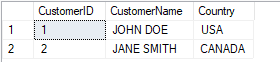 CustomerID CustomerName Country
1 1 JOHN DOE USA
2 2 JANE SMITH CANADA